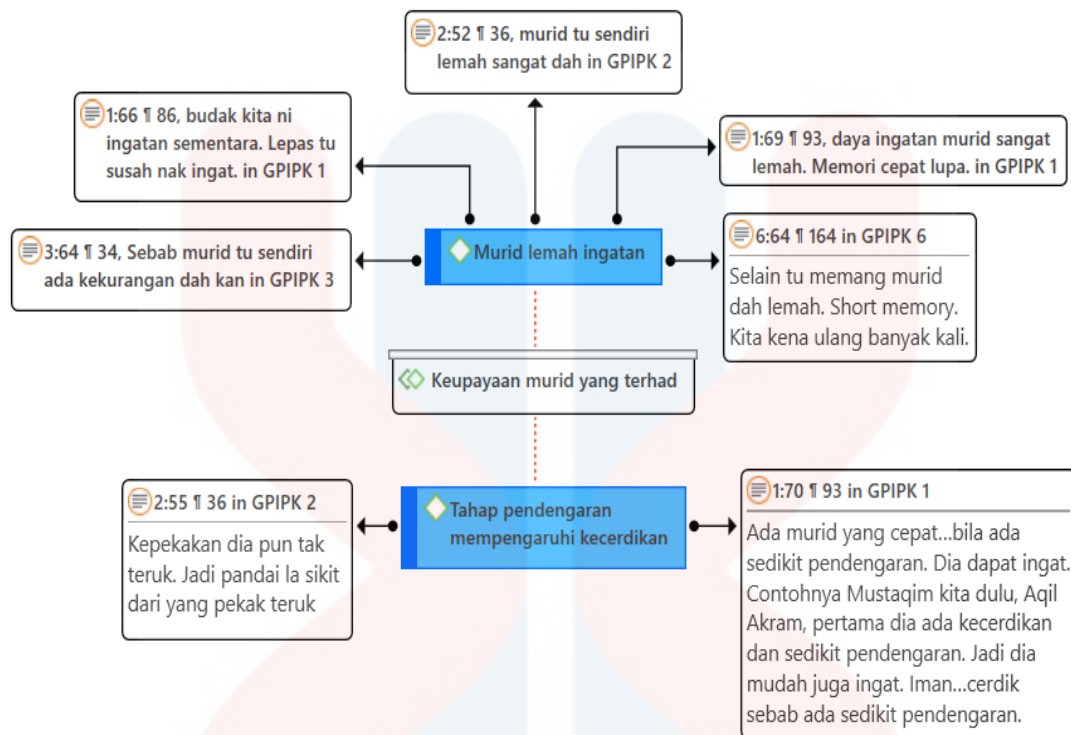 2:52 ¶ 36, murid tu sendiri
lemah sangat dah in GPIPK 2
1:66 ¶ 86, budak kita ni
ingatan sementara. Lepas tu
susah nak ingat. in GPIPK 1
1:69 ¶ 93, daya ingatan murid sangat
lemah. Memori cepat lupa. in GPIPK 1
3:64 ¶ 34, Sebab murid tu sendiri
ada kekurangan dah kan in GPIPK 3
Murid lemah ingatan
6:64 ¶ 164 in GPIPK 6
Selain tu memang murid
dah lemah. Short memory.
Kita kena ulang banyak kali.
Keupayaan murid yang terhad
2:55 ¶ 36 in GPIPK 2
Kepekakan dia pun tak
teruk. Jadi pandai la sikit
dari yang pekak teruk
Tahap pendengaran
mempengaruhi kecerdikan
1:70 ¶ 93 in GPIPK 1
Ada murid yang cepat...bila ada
sedikit pendengaran. Dia dapat ingat.
Contohnya Mustaqim kita dulu, Aqil
Akram, pertama dia ada kecerdikan
dan sedikit pendengaran. Jadi dia
mudah juga ingat. Iman...cerdik
sebab ada sedikit pendengaran.